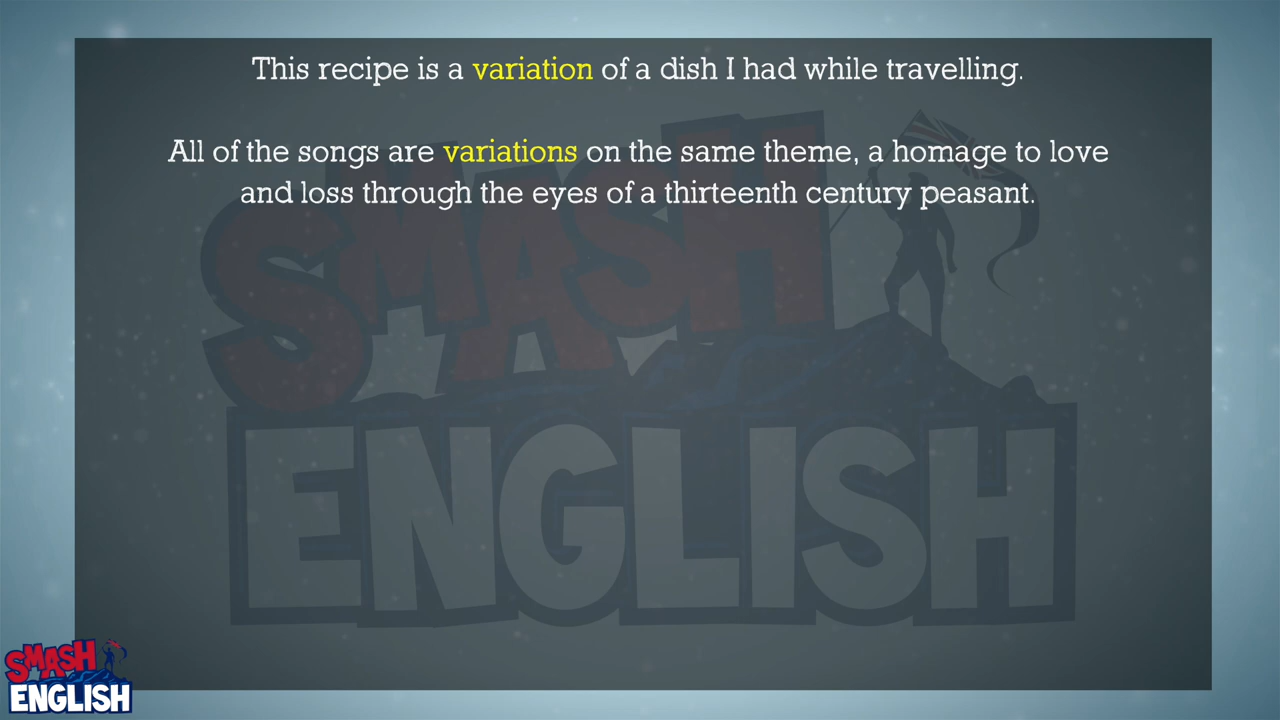 This recipe is a variation of a dish I had while travelling.
All of the songs are variations on the same theme, a homage to love
and loss through the eyes of a thirteenth century peasant.
SMASH
ENGLISH
SMASH
ENGLISH